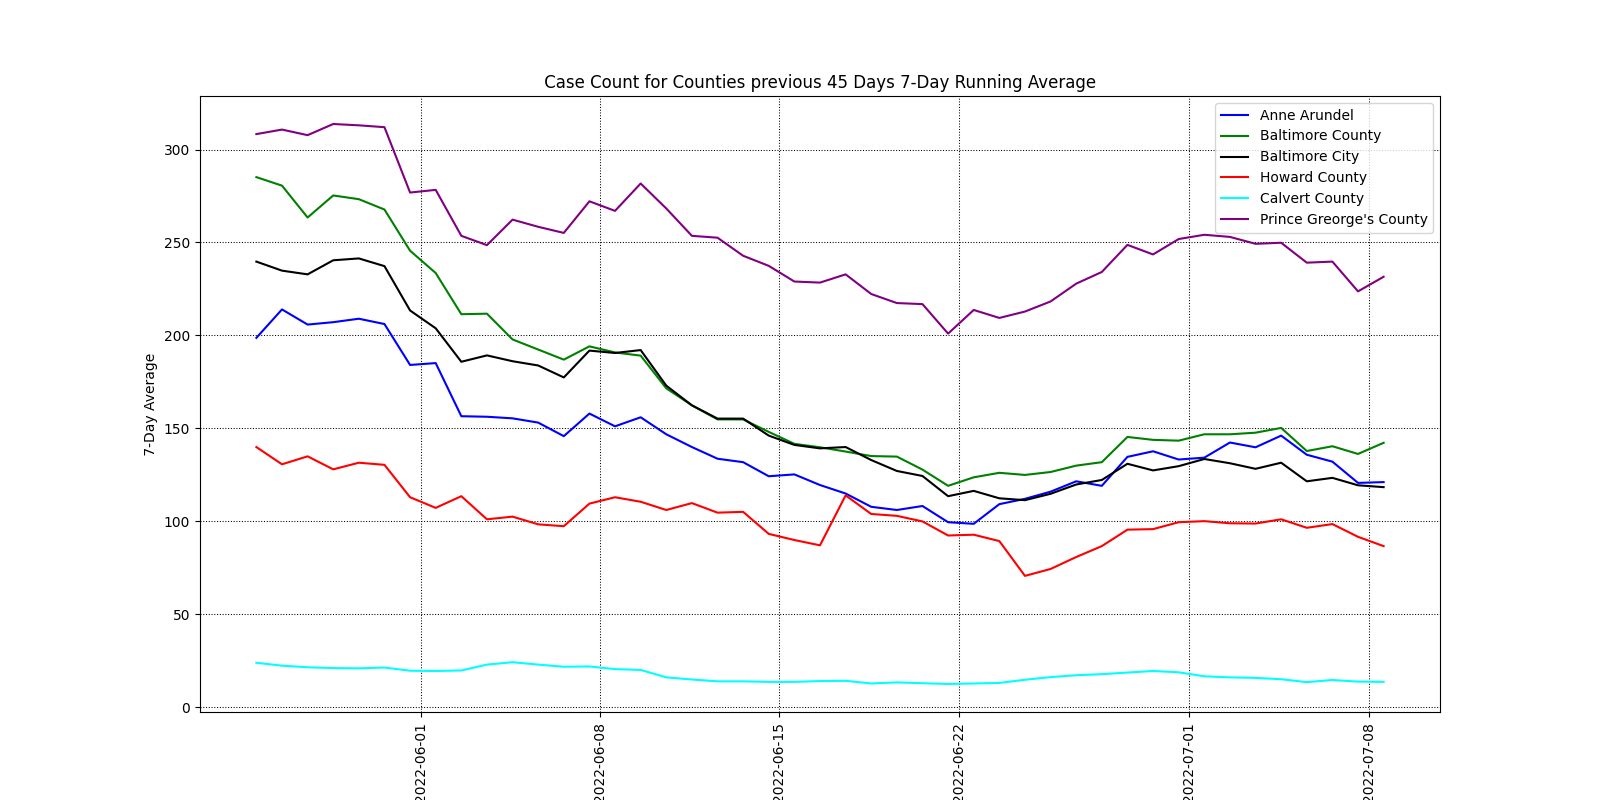 Case Count for Counties previous 45 Days 7-Day Running Average
Anne Arundel
Baltimore County
Baltimore City
Howard County
Calvert County
Prince Greorge's County
7-Day Average
300
250
200
150
100
50
0
2022-06-01
2022-06-08
2022-06-15
2022-06-22
2022-07-01
2022-07-08